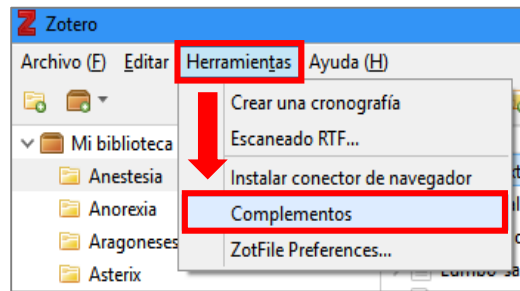 Zotero
Archivo (F) Editar Herramientas Ayuda (H)
Crear una cronografía
Mi biblioteca
Escaneado RTF...
Anestesia
Instalar conector de navegador
Anorexia
Complementos
Aragoneses
ZotFile Preferences...
Asterix